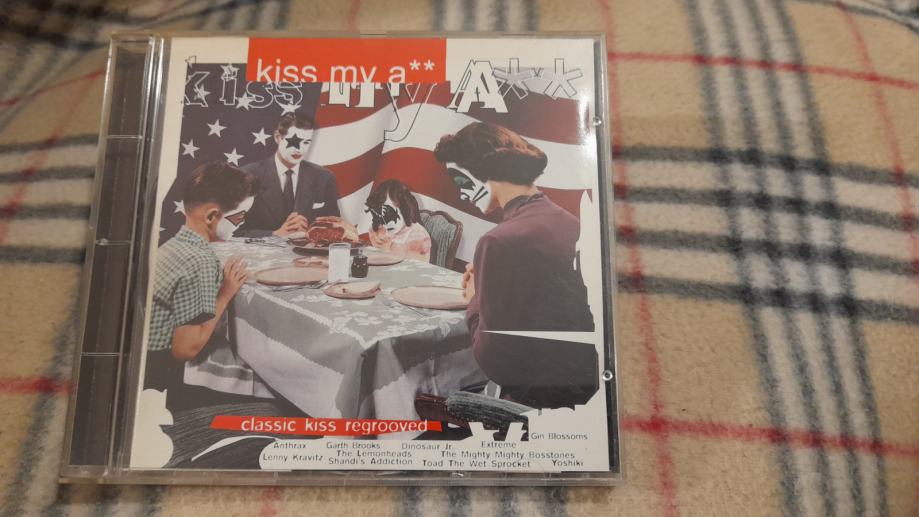 kiss my a**
kiss my A**
classic kiss regrooved
Gin Blossoms
Anthrax Garth Brooks Dinosaur Jr. Extreme
The Lemonheads The Mighty Mighty Bosstones
Lenny Kravitz Shandi's Addiction Toad The Wet Sprocket Yoshiki